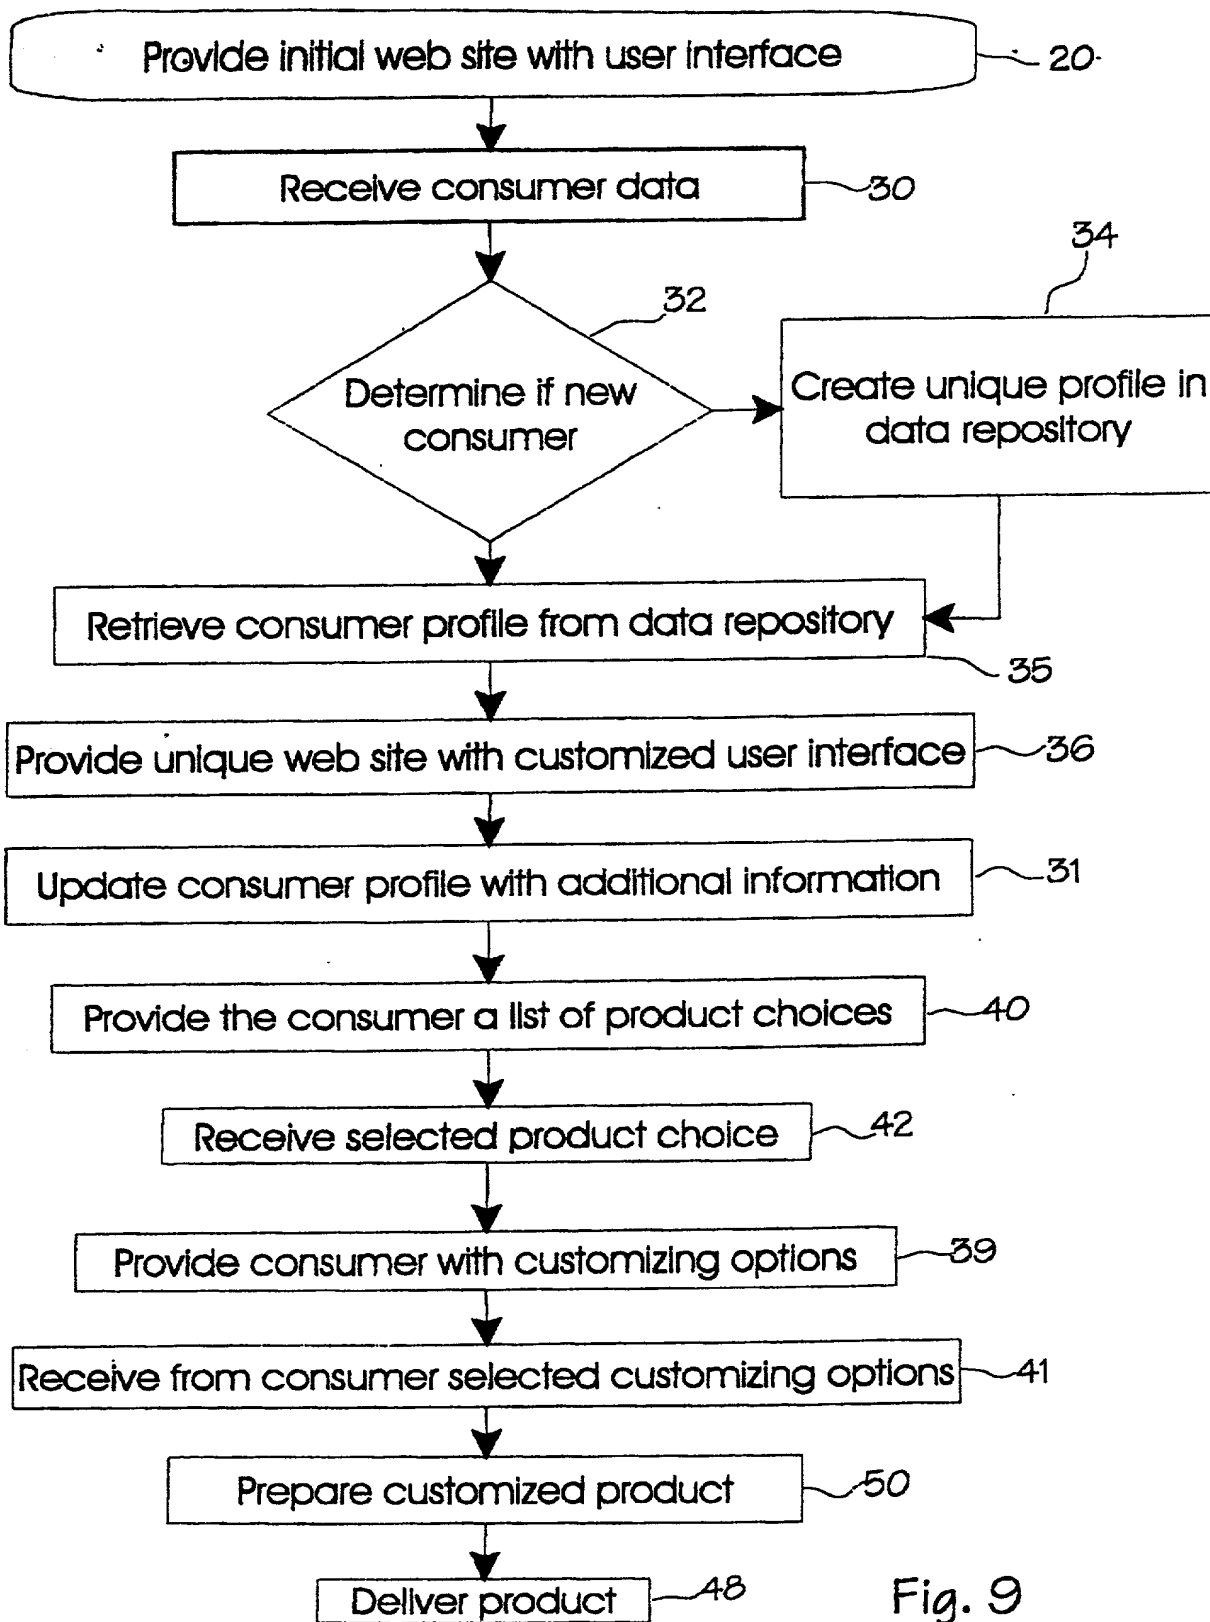 Provide initial web site with user interface
20
Receive consumer data
30
34
32
Determine if new
consumer
Create unique profile in
data repository
Retrieve consumer profile from data repository
35
Provide unique web site with customized user interface
36
Update consumer profile with additional information
31
Provide the consumer a list of product choices
40
Receive selected product choice
42
Provide consumer with customizing options
39
Receive from consumer selected customizing options
41
Prepare customized product
50
Deliver product
48
Fig. 9